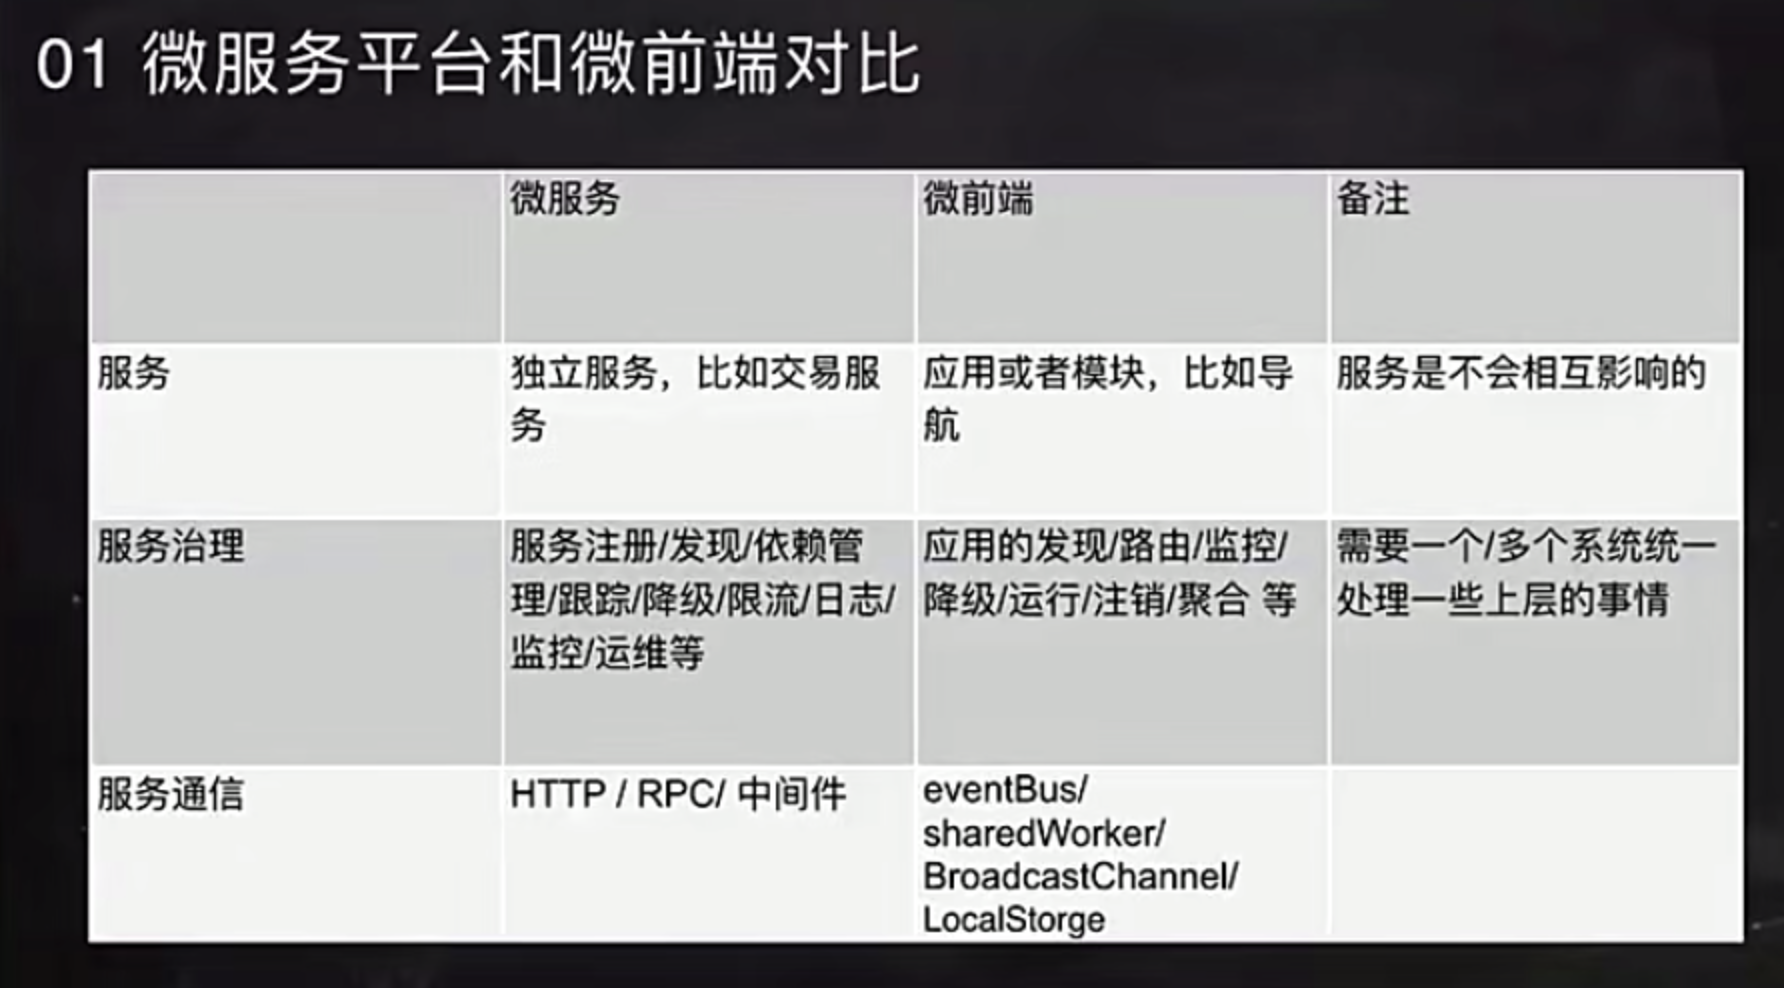 01 微服务平台和微前端对比
微服务
微前端
备注
服务
独立服务，比如交易服
务
应用或者模块，比如导
航
服务是不会相互影响的
服务治理
服务注册/发现/依赖管
理/跟踪/降级/限流/日志/
监控/运维等
应用的发现/路由/监控/
降级/运行/注销/聚合 等
需要一个/多个系统统一
处理一些上层的事情
服务通信
HTTP / RPC/ 中间件
eventBus/
sharedWorker/
BroadcastChannel/
LocalStorge